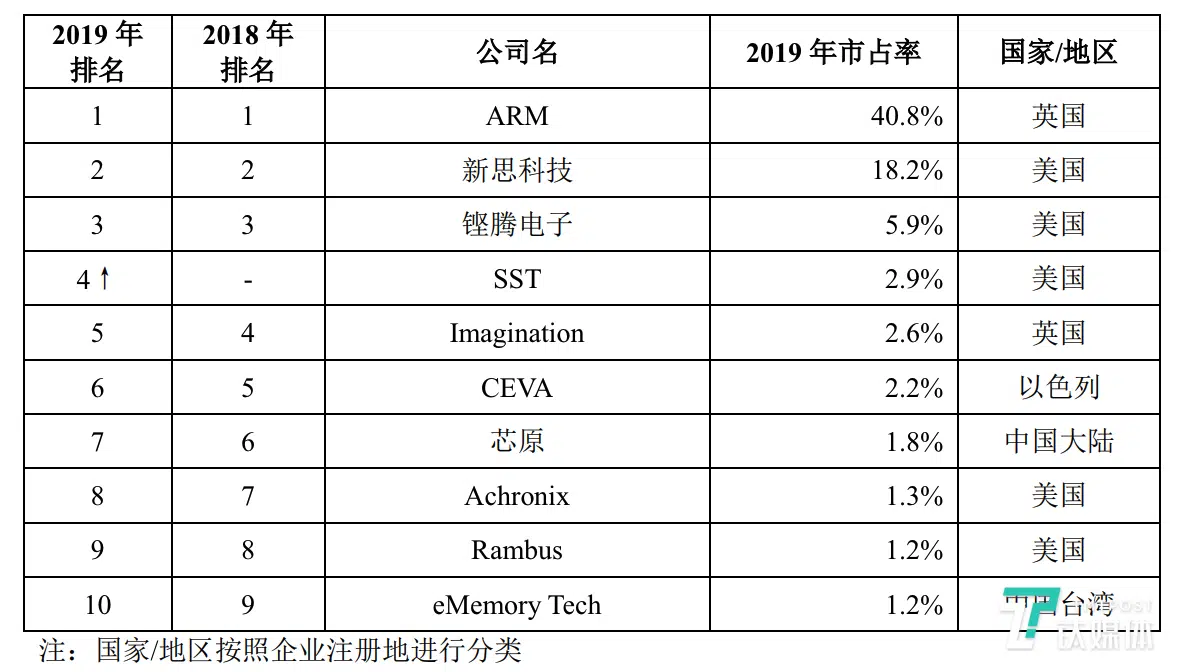 2019 年排名 2018 年排名 公司名 2019 年市占率 国家/地区
1 1 ARM 40.8% 英国
2 2 新思科技 18.2% 美国
3 3 铿腾电子 5.9% 美国
4↑ - SST 2.9% 美国
5 4 Imagination 2.6% 英国
6 5 CEVA 2.2% 以色列
7 6 芯原 1.8% 中国大陆
8 7 Achronix 1.3% 美国
9 8 Rambus 1.2% 美国
10 9 eMemory Tech 1.2% 中国台湾
钛媒体
注：国家/地区按照企业注册地进行分类